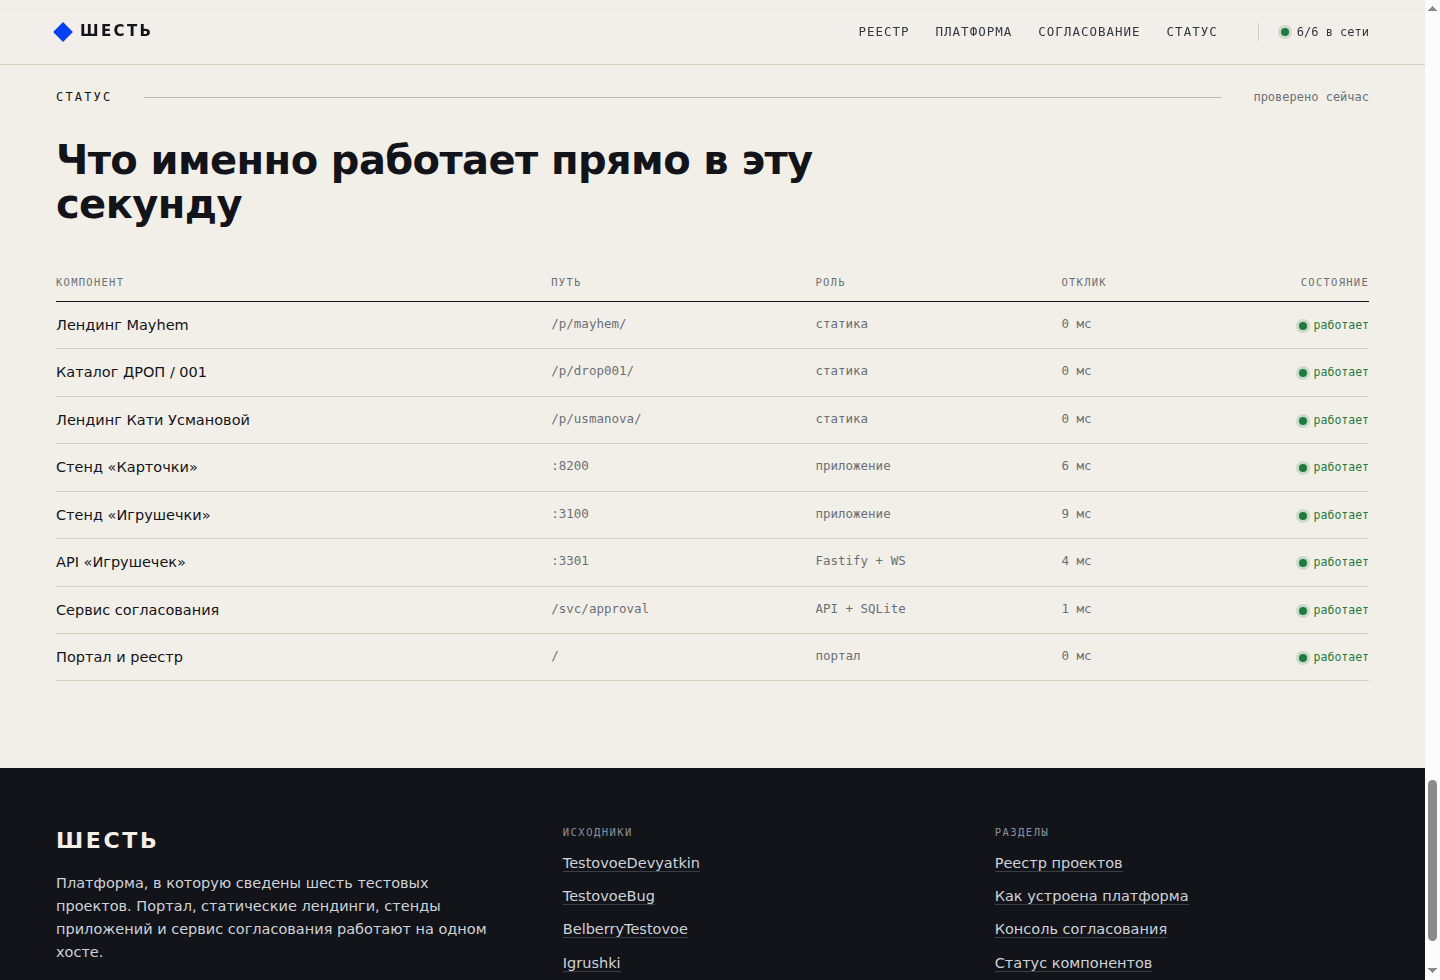 ШЕСТЬ
РЕЕСТР ПЛАТФОРМА СОГЛАСОВАНИЕ СТАТУС 6/6 в сети
СТАТУС проверено сейчас
Что именно работает прямо в эту
секунду
КОМПОНЕНТ ПУТЬ РОЛЬ ОТКЛИК СОСТОЯНИЕ
Лендинг Mayhem /p/mayhem/ статика 0 мс работает
Каталог ДРОП / 001 /p/drop001/ статика 0 мс работает
Лендинг Кати Усмановой /p/usmanova/ статика 0 мс работает
Стенд «Карточки» :8200 приложение 6 мс работает
Стенд «Игрушечки» :3100 приложение 9 мс работает
API «Игрушечек» :3301 Fastify + WS 4 мс работает
Сервис согласования /svc/approval API + SQLite 1 мс работает
Портал и реестр / портал 0 мс работает
ШЕСТЬ
Платформа, в которую сведены шесть тестовых
проектов. Портал, статические лендинги, стенды
приложений и сервис согласования работают на одном
хосте.
ИСХОДНИКИ
TestovoeDevyatkin
TestovoeBug
BelberryTestovoe
Igrushki
РАЗДЕЛЫ
Реестр проектов
Как устроена платформа
Консоль согласования
Статус компонентов